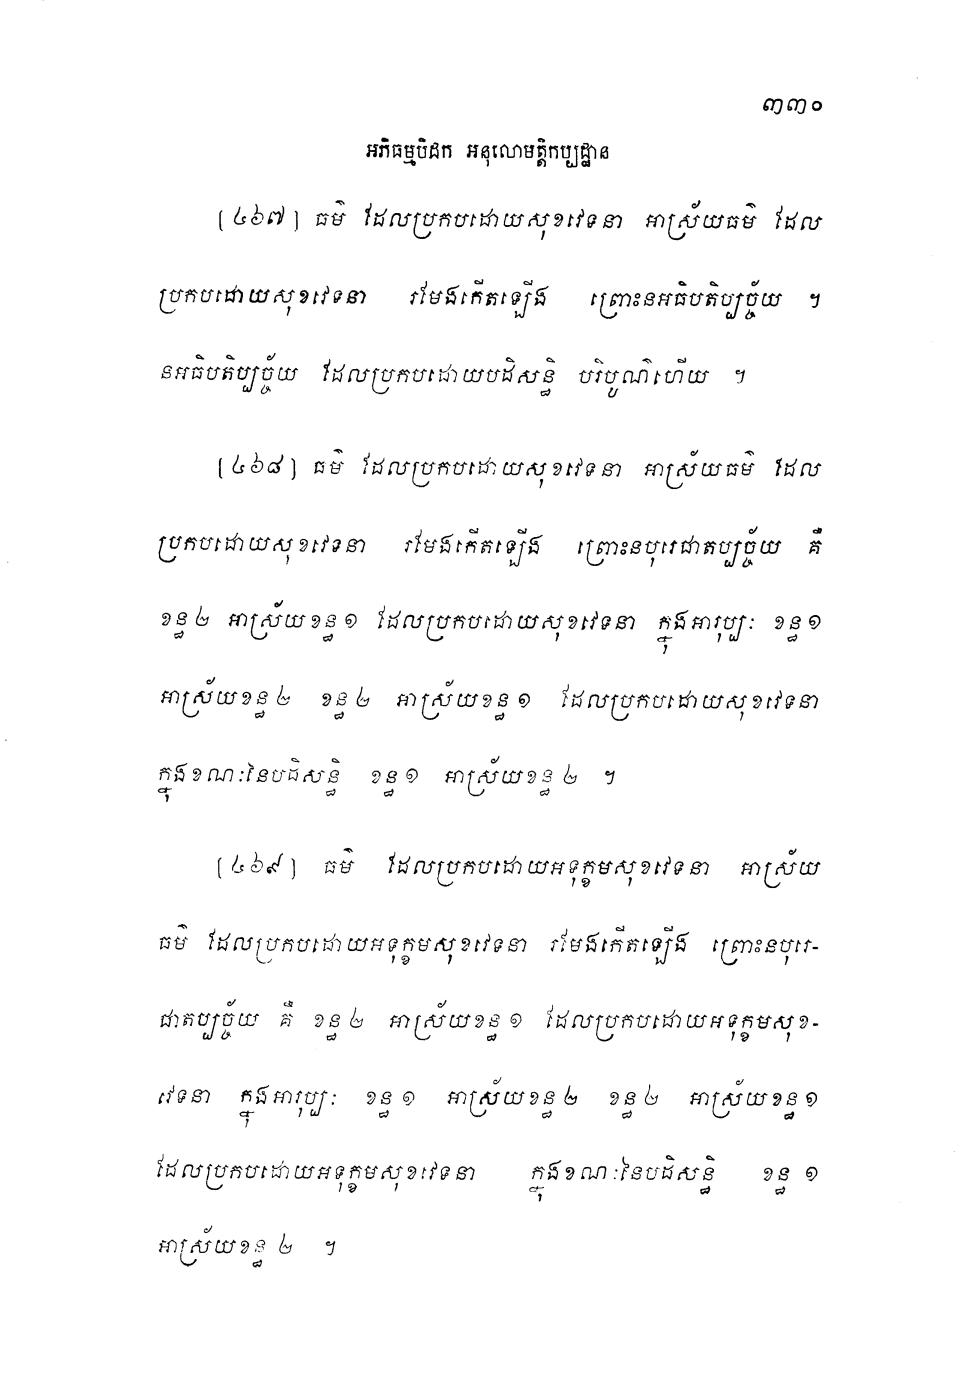 ៣៣០
អភិធម្មបិដក អនុលោមត្តិកប្បដ្ឋាន
[៤៦៧] ធម៌ ដែលប្រកបដោយសុខវេទនា អាស្រ័យធម៌ ដែល
ប្រកបដោយសុខវេទនា រមែងកើតឡើង ព្រោះនអធិបតិប្បច្ច័យ ។
នអធិបតិប្បច្ច័យ ដែលប្រកបដោយបដិសន្ធិ បរិបូណ៌ហើយ ។
[៤៦៨] ធម៌ ដែលប្រកបដោយសុខវេទនា អាស្រ័យធម៌ ដែល
ប្រកបដោយសុខវេទនា រមែងកើតឡើង ព្រោះនបុរេជាតប្បច្ច័យ គឺ
ខន្ធ ២ អាស្រ័យខន្ធ ១ ដែលប្រកបដោយសុខវេទនា ក្នុងអារុប្បៈ ខន្ធ ១
អាស្រ័យខន្ធ ២ ខន្ធ ២ អាស្រ័យខន្ធ ១ ដែលប្រកបដោយសុខវេទនា
ក្នុងខណៈនៃបដិសន្ធិ ខន្ធ ១ អាស្រ័យខន្ធ ២ ។
[៤៦៩] ធម៌ ដែលប្រកបដោយអទុក្ខមសុខវេទនា អាស្រ័យ
ធម៌ ដែលប្រកបដោយអទុក្ខមសុខវេទនា រមែងកើតឡើង ព្រោះនបុរេ-
ជាតប្បច្ច័យ គឺ ខន្ធ ២ អាស្រ័យខន្ធ ១ ដែលប្រកបដោយអទុក្ខមសុខ-
វេទនា ក្នុងអារុប្បៈ ខន្ធ ១ អាស្រ័យខន្ធ ២ ខន្ធ ២ អាស្រ័យខន្ធ ១
ដែលប្រកបដោយអទុក្ខមសុខវេទនា ក្នុងខណៈនៃបដិសន្ធិ ខន្ធ ១
អាស្រ័យខន្ធ ២ ។